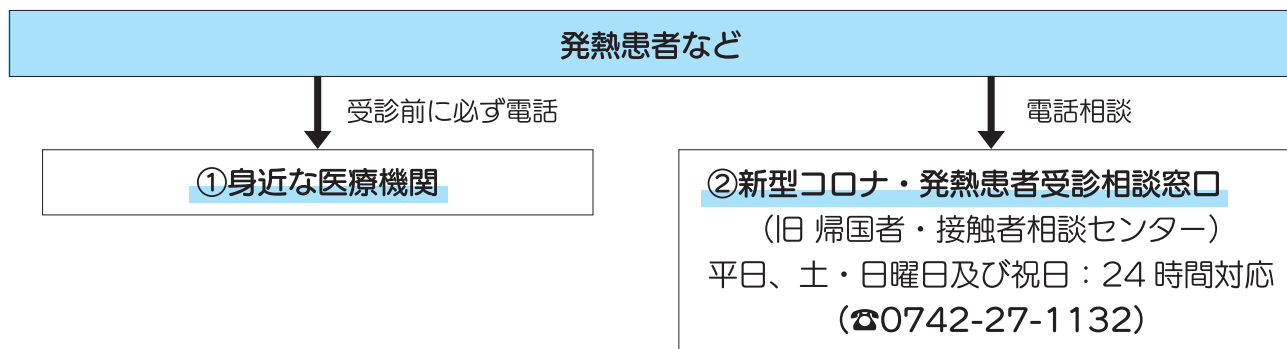 発熱患者など
受診前に必ず電話
電話相談
①身近な医療機関
②新型コロナ・発熱患者受診相談窓口
（旧 帰国者・接触者相談センター）
平日、土・日曜日及び祝日：24 時間対応
（☎0742-27-1132）